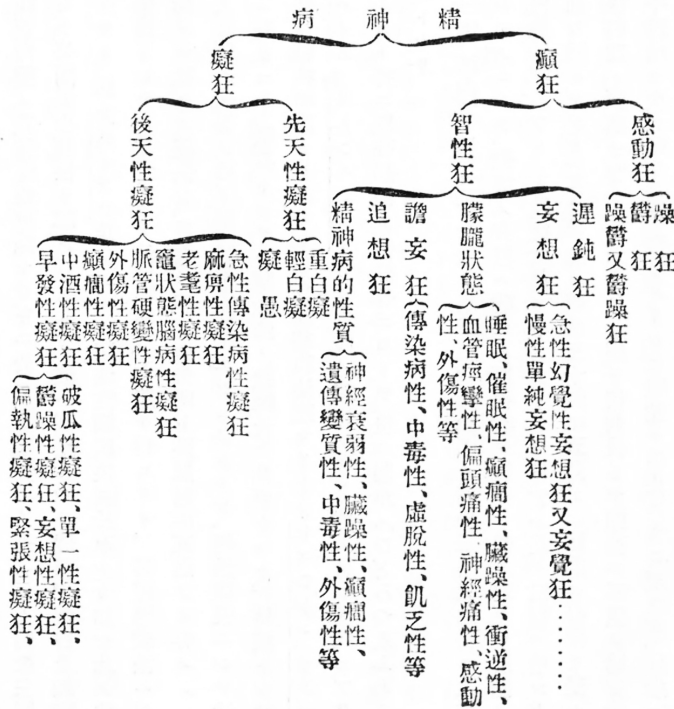 精神病
癲狂
感動狂
躁狂
欝狂
躁欝又欝躁狂
智性狂
遲鈍狂
妄想狂
急性幻覺性妄想狂又妄覺狂………
慢性單純妄想狂
朦朧狀態
睡眠、催眠性、癲癎性、臟躁性、衝逆性、
血管痙攣性、偏頭痛性、神經痛性、感動
性、外傷性等
譫妄狂
傳染病性、中毒性、虛脫性、飢乏性等
追想狂
精神病的性質
神經衰弱性、臟躁性、癲癎性、
遺傳變質性、中毒性、外傷性等
癡狂
先天性癡狂
重白癡
輕白癡
癡愚
後天性癡狂
急性傳染病性癡狂
麻痹性癡狂
老耄性癡狂
竈狀態腦病性癡狂
脈管硬變性癡狂
外傷性癡狂
癲癎性癡狂
中酒性癡狂
早發性癡狂
破瓜性癡狂、單一性癡狂、
欝躁性癡狂、妄想性癡狂、
偏執性癡狂、緊張性癡狂、